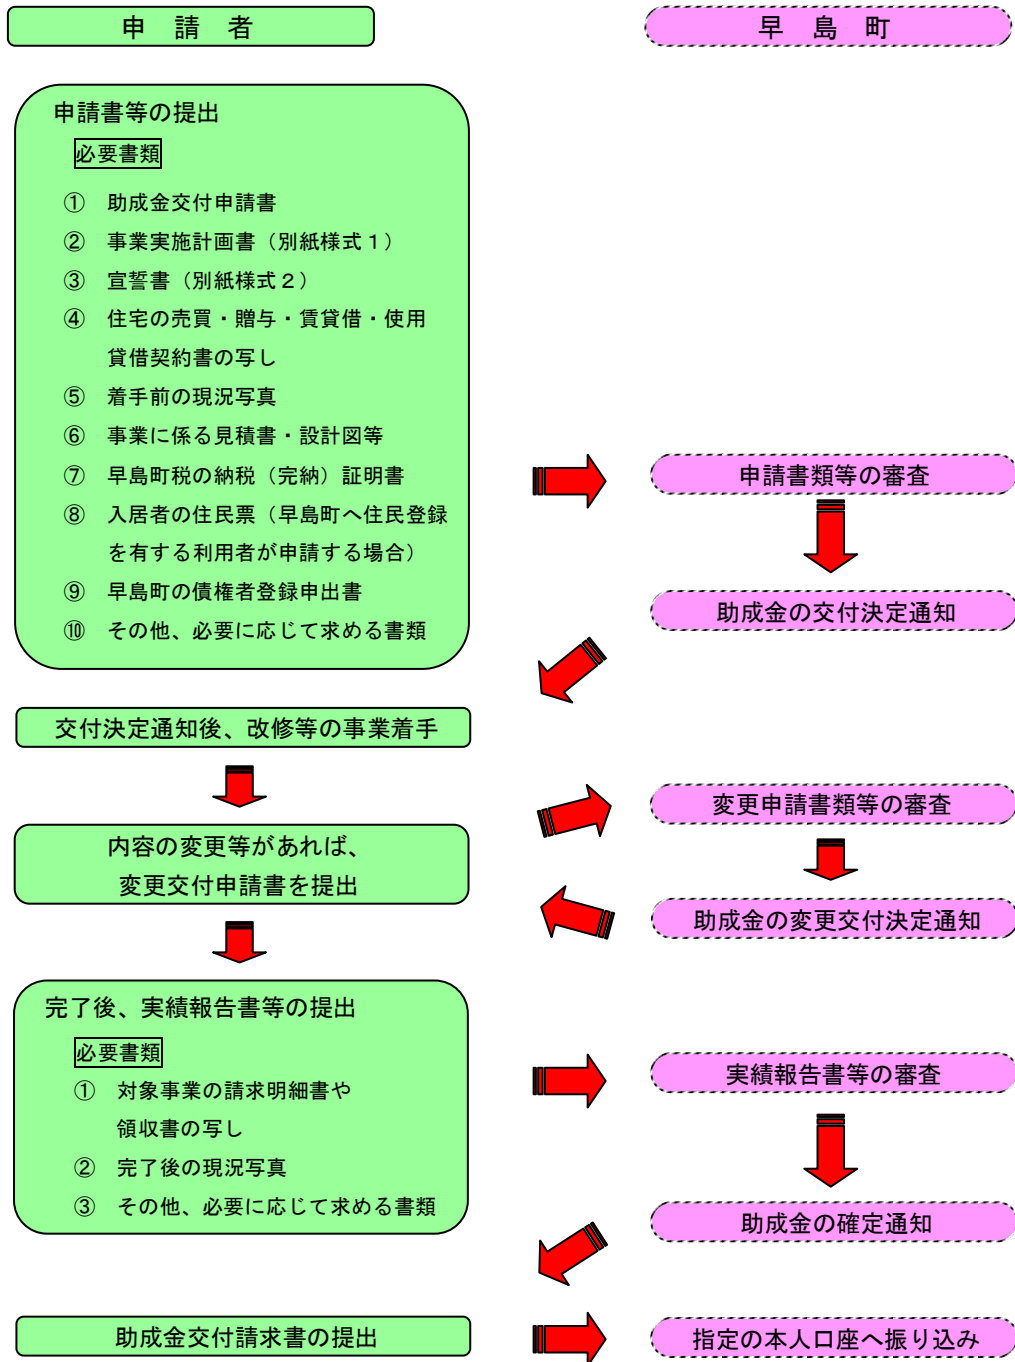 申　請　者
早　島　町
申請書等の提出
必要書類
①　助成金交付申請書
②　事業実施計画書（別紙様式１）
③　宣誓書（別紙様式２）
④　住宅の売買・贈与・賃貸借・使用
貸借契約書の写し
⑤　着手前の現況写真
⑥　事業に係る見積書・設計図等
⑦　早島町税の納税（完納）証明書
⑧　入居者の住民票（早島町へ住民登録
を有する利用者が申請する場合）
⑨　早島町の債権者登録申出書
⑩　その他、必要に応じて求める書類
申請書類等の審査
助成金の交付決定通知
交付決定通知後、改修等の事業着手
内容の変更等があれば、
変更交付申請書を提出
変更申請書類等の審査
助成金の変更交付決定通知
完了後、実績報告書等の提出
必要書類
①　対象事業の請求明細書や
領収書の写し
②　完了後の現況写真
③　その他、必要に応じて求める書類
実績報告書等の審査
助成金の確定通知
助成金交付請求書の提出
指定の本人口座へ振り込み